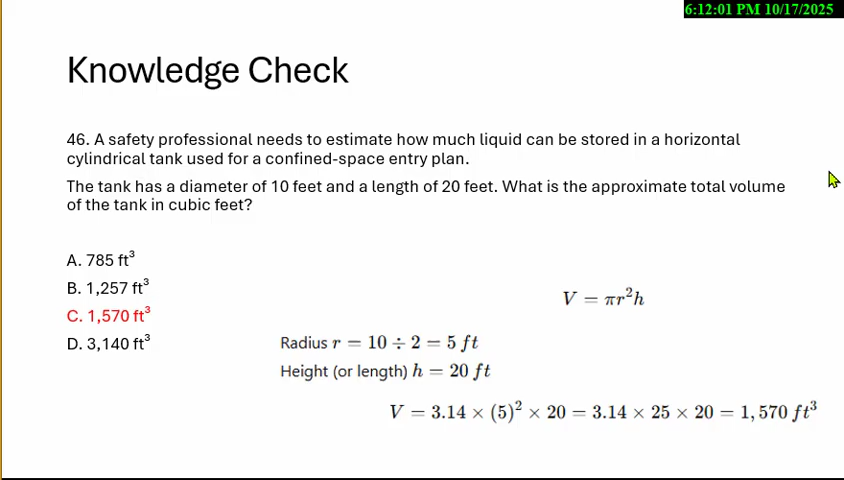 6:12:01 PM 10/17/2025
Knowledge Check
46. A safety professional needs to estimate how much liquid can be stored in a horizontal
cylindrical tank used for a confined-space entry plan.
The tank has a diameter of 10 feet and a length of 20 feet. What is the approximate total volume
of the tank in cubic feet?
A. 785 ft³
B. 1,257 ft³
C. 1,570 ft³
D. 3,140 ft³
V = πr²h
Radius r = 10 ÷ 2 = 5 ft
Height (or length) h = 20 ft
V = 3.14 × (5)² × 20 = 3.14 × 25 × 20 = 1,570 ft³